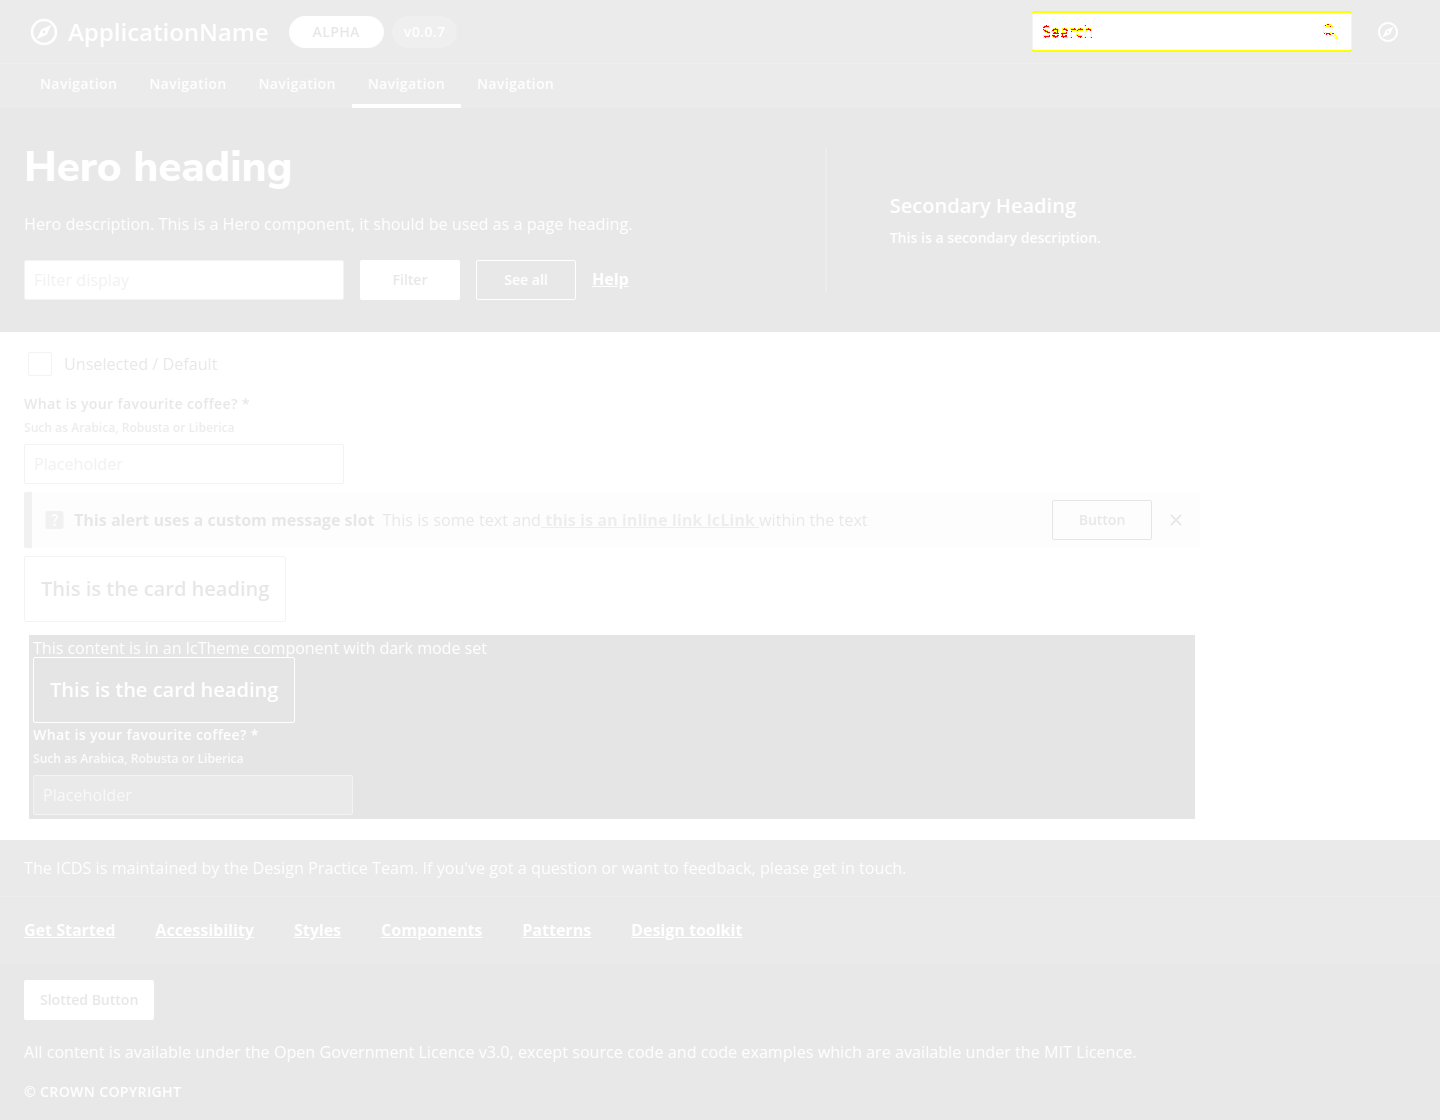 ApplicationName ALPHA v0.0.7 Search
Navigation Navigation Navigation Navigation Navigation
Hero heading
Hero description. This is a Hero component, it should be used as a page heading.
Filter display Filter See all Help
Secondary Heading
This is a secondary description.
Unselected / Default
What is your favourite coffee? *
Such as Arabica, Robusta or Liberica
Placeholder
This alert uses a custom message slot This is some text and this is an inline link IcLink within the text Button
This is the card heading
This content is in an IcTheme component with dark mode set
This is the card heading
What is your favourite coffee? *
Such as Arabica, Robusta or Liberica
Placeholder
The ICDS is maintained by the Design Practice Team. If you've got a question or want to feedback, please get in touch.
Get Started Accessibility Styles Components Patterns Design toolkit
Slotted Button
All content is available under the Open Government Licence v3.0, except source code and code examples which are available under the MIT Licence.
© CROWN COPYRIGHT